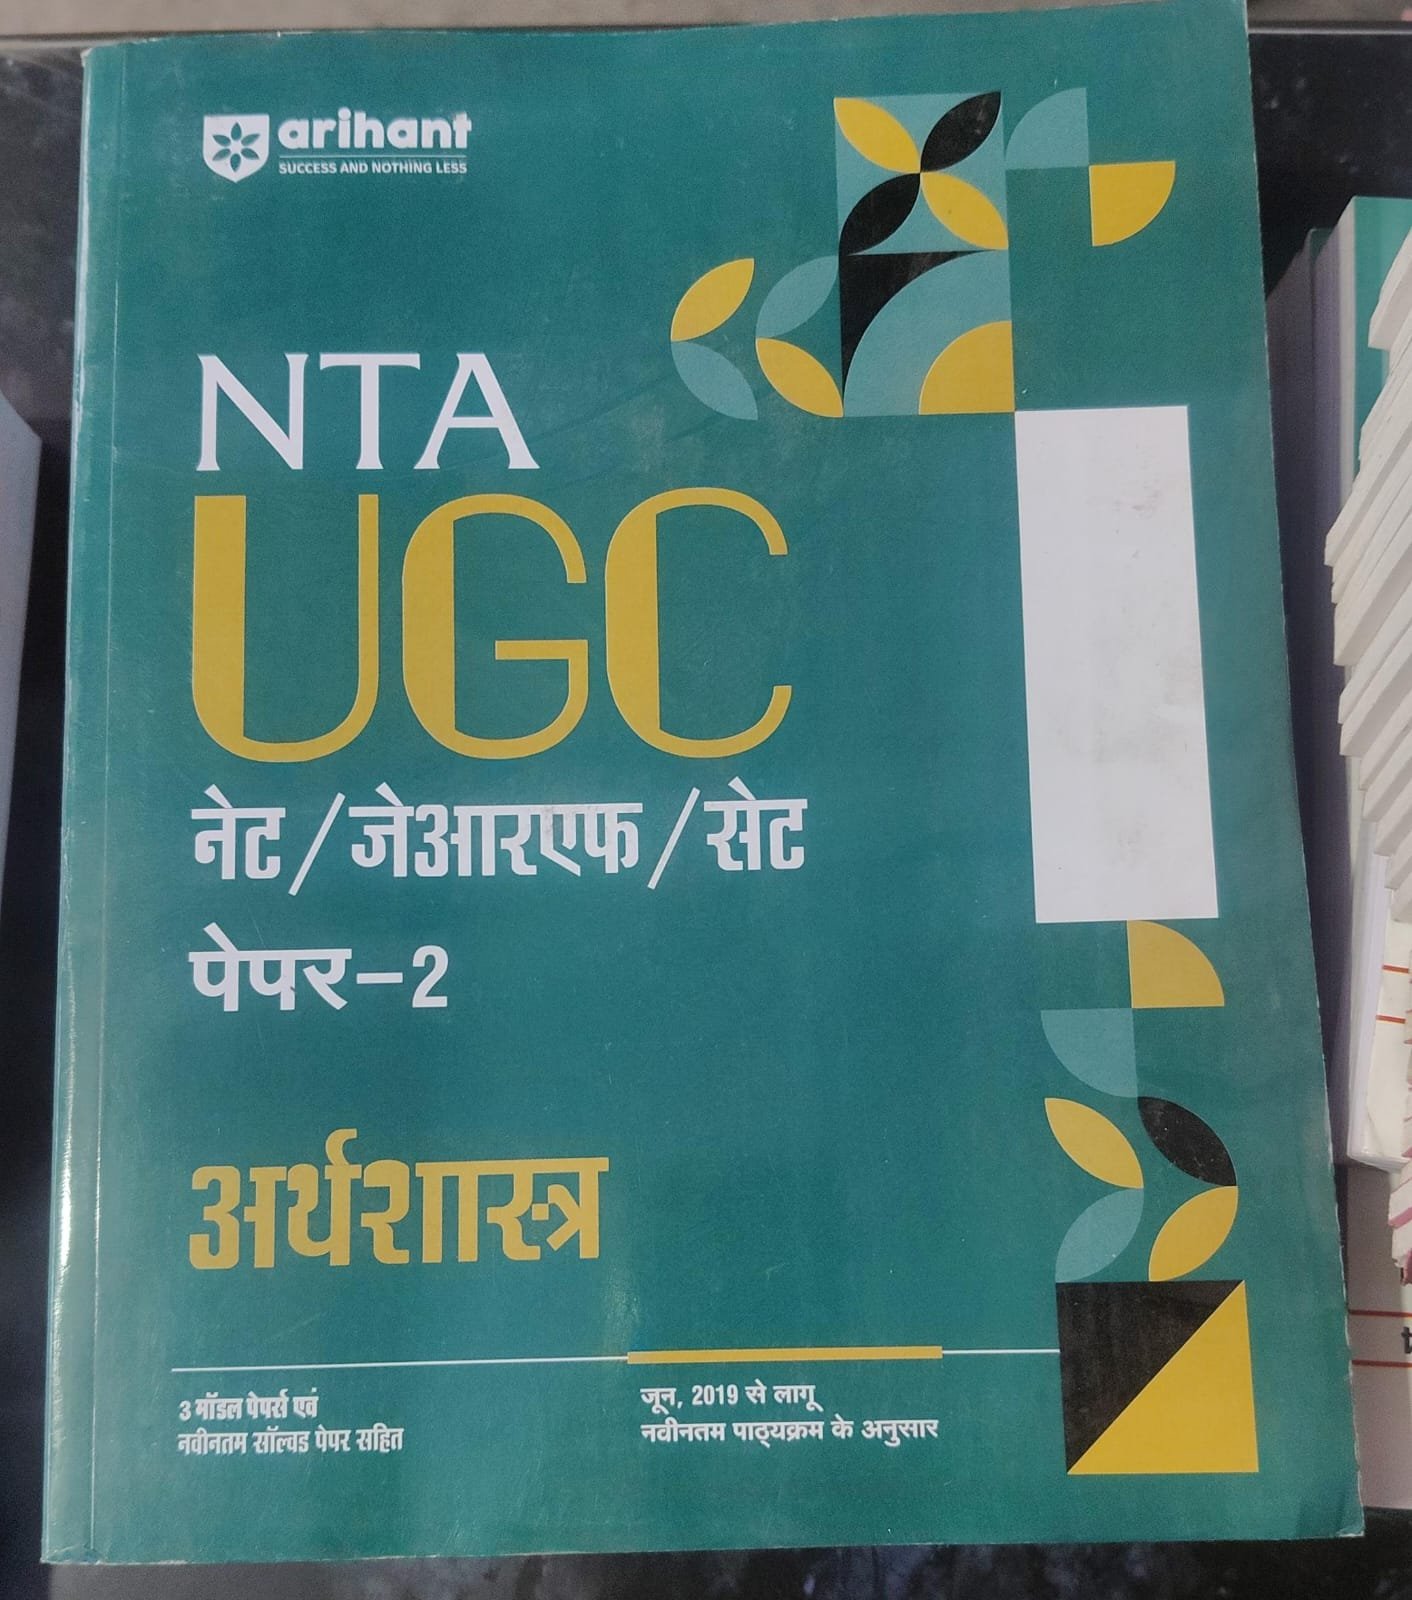 arihant
SUCCESS AND NOTHING LESS
NTA
UGC
नेट/जेआरएफ/सेट
पेपर-2
अर्थशास्त्र
3 मॉडल पेपर्स एवं
नवीनतम सॉल्वड पेपर सहित
जून, 2019 से लागू
नवीनतम पाठ्यक्रम के अनुसार